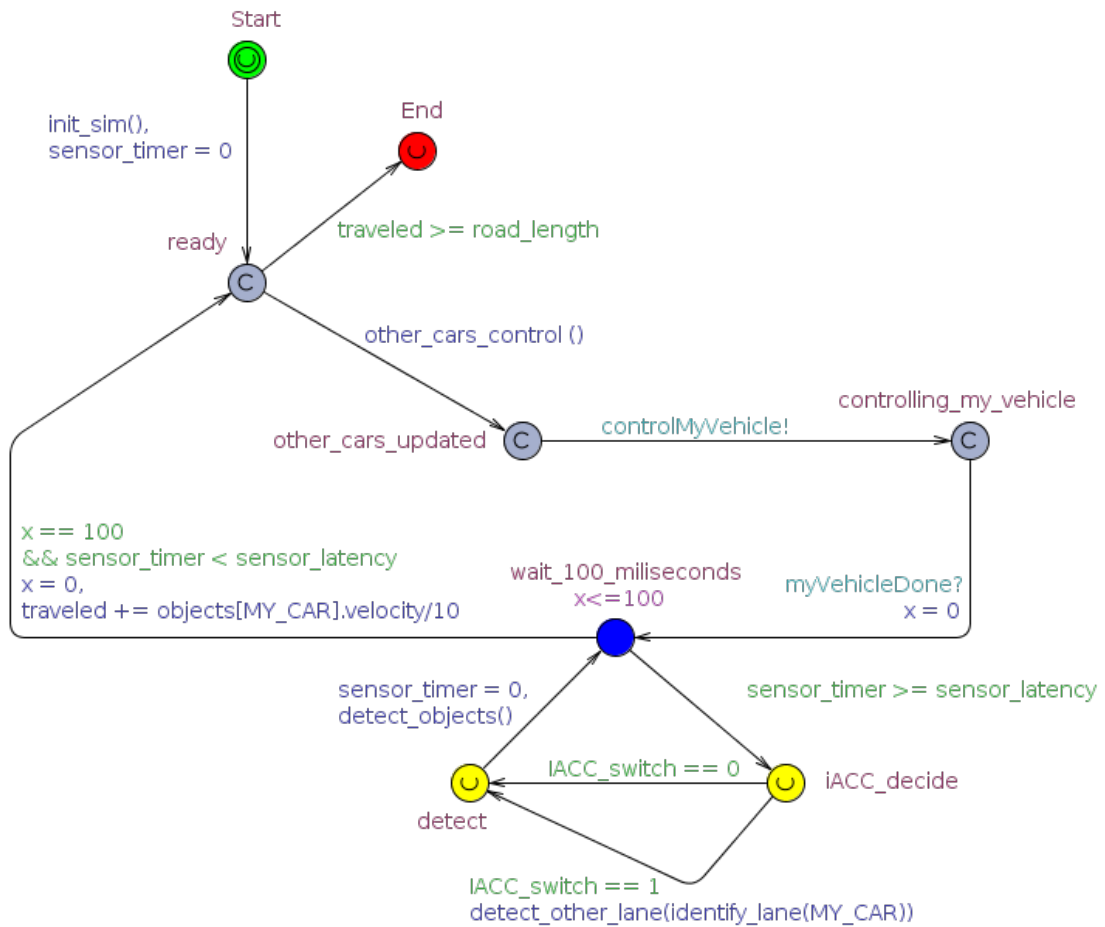 Start
init_sim(),
sensor_timer = 0
End
traveled >= road_length
ready
C
other_cars_control ()
controlling_my_vehicle
other_cars_updated
C
controlMyVehicle!
C
x == 100
&& sensor_timer < sensor_latency
x = 0,
traveled += objects[MY_CAR].velocity/10
wait_100_miliseconds
x<=100
myVehicleDone?
x = 0
sensor_timer = 0,
detect_objects()
sensor_timer >= sensor_latency
IACC_switch == 0
iACC_decide
detect
IACC_switch == 1
detect_other_lane(identify_lane(MY_CAR))